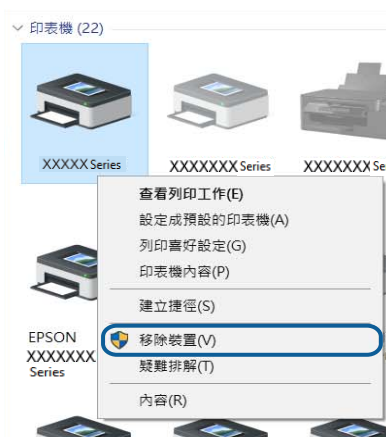 印表機 (22)
XXXXX Series
XXXXXXX Series
XXXXXXX Se
查看列印工作(E)
設定成預設的印表機(A)
列印喜好設定(G)
印表機內容(P)
建立捷徑(S)
EPSON
XXXXXXX
Series
移除裝置(V)
疑難排解(T)
內容(R)